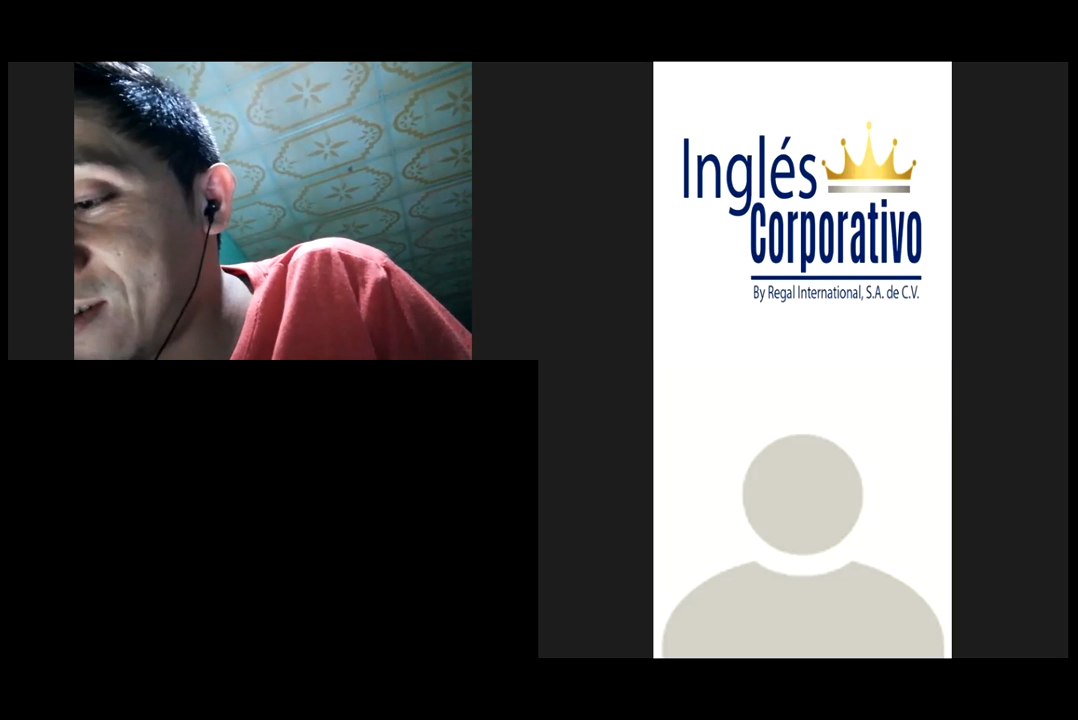 Inglés
Corporativo
By Regal International, S.A. de C.V.